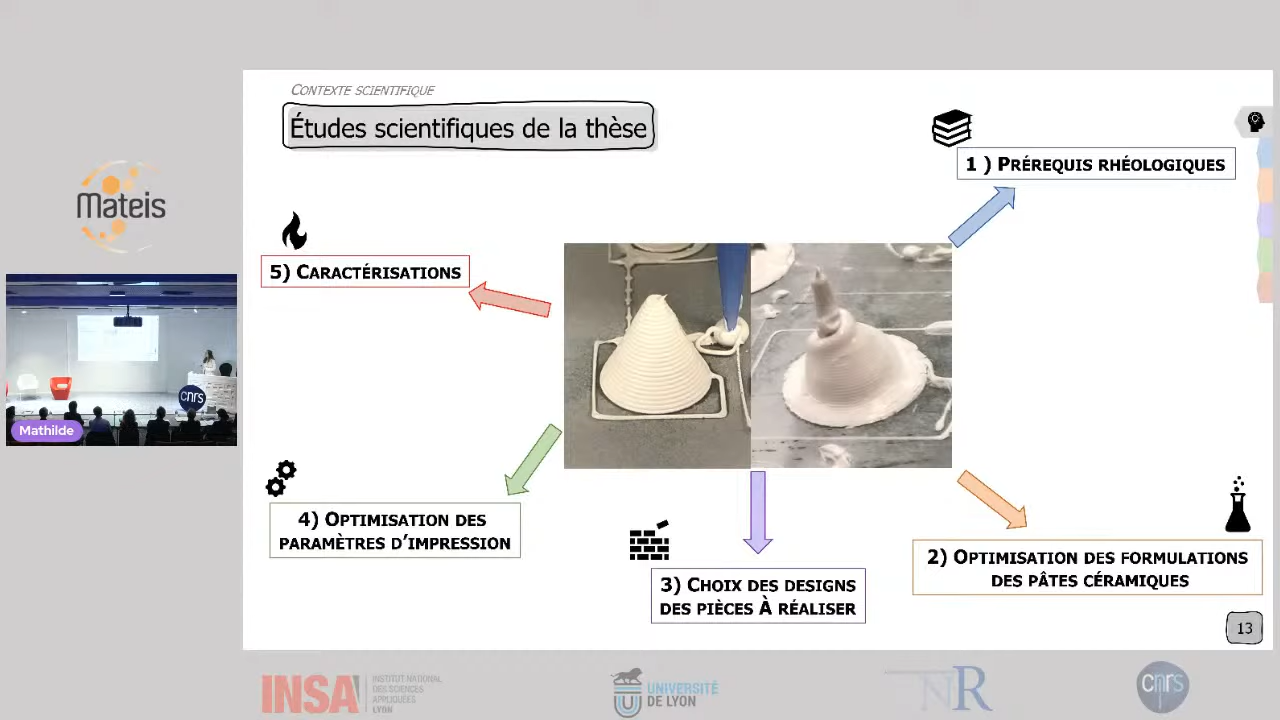 CONTEXTE SCIENTIFIQUE
Études scientifiques de la thèse
1 ) PRÉREQUIS RHÉOLOGIQUES
5) CARACTÉRISATIONS
4) OPTIMISATION DES
PARAMÈTRES D'IMPRESSION
3) CHOIX DES DESIGNS
DES PIÈCES À RÉALISER
2) OPTIMISATION DES FORMULATIONS
DES PÂTES CÉRAMIQUES
13
Mateis
cnrs
Mathilde
INSA
INSTITUT NATIONAL
DES SCIENCES
APPLIQUÉES
LYON
UNIVERSITÉ
DE LYON
NR
cnrs